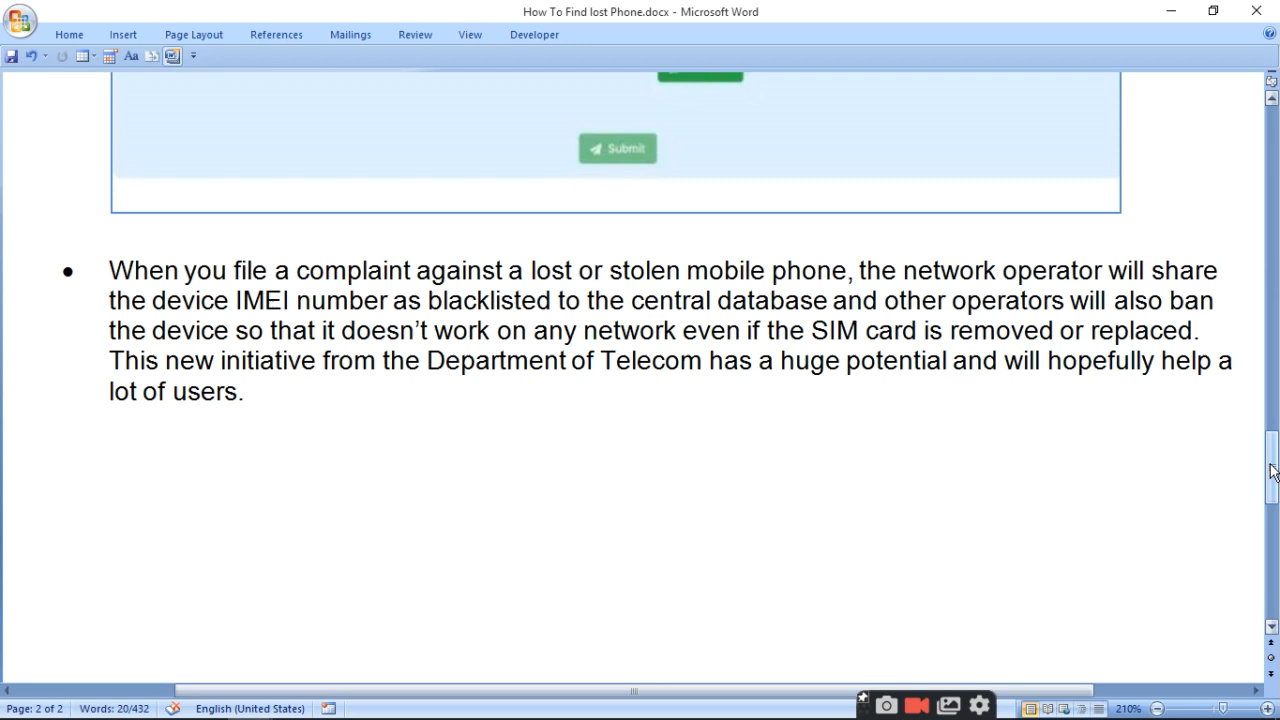 How To Find lost Phone.docx - Microsoft Word
Home Insert Page Layout References Mailings Review View Developer
Aa
Submit
• When you file a complaint against a lost or stolen mobile phone, the network operator will share
the device IMEI number as blacklisted to the central database and other operators will also ban
the device so that it doesn’t work on any network even if the SIM card is removed or replaced.
This new initiative from the Department of Telecom has a huge potential and will hopefully help a
lot of users.
Page: 2 of 2 Words: 20/432 English (United States) 210%